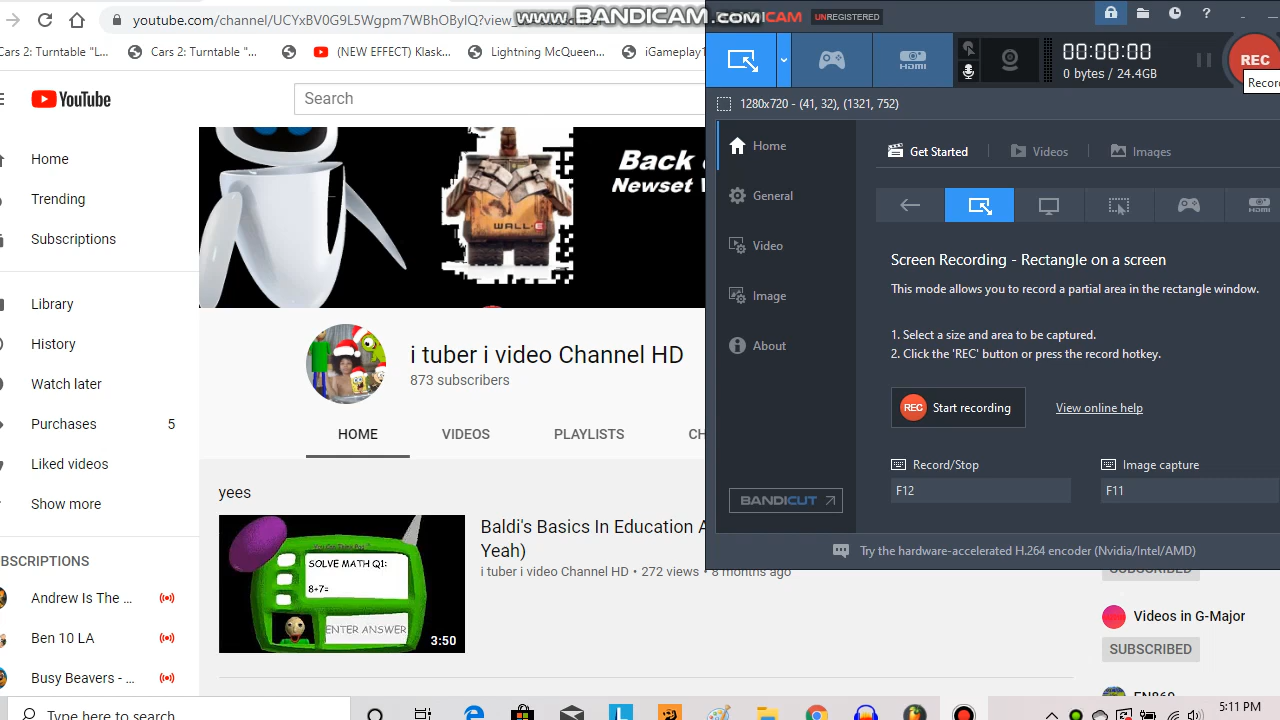 youtube.com/channel/
www.BANDICAM.com
UNREGISTERED
Cars 2: Turntable "L...
Cars 2: Turntable "...
(NEW EFFECT) Klask...
Lightning McQueen...
iGameplay1
00:00:00
0 bytes / 24.4GB
REC
Recor
HDMI
YouTube
Search
1280x720 - (41, 32), (1321, 752)
Home
Trending
Subscriptions
Library
History
Watch later
Purchases 5
Liked videos
Show more
BSCRIPTIONS
Andrew Is The ...
Ben 10 LA
Busy Beavers - ...
Back
Newset
WALL·E
i tuber i video Channel HD
873 subscribers
HOME
VIDEOS
PLAYLISTS
CH
yees
SOLVE MATH Q1:
8+7=
ENTER ANSWER
3:50
Baldi's Basics In Education A
Yeah)
i tuber i video Channel HD • 272 views • 8 months ago
Home
General
Video
Image
About
BANDICUT
Get Started
Videos
Images
HDMI
Screen Recording - Rectangle on a screen
This mode allows you to record a partial area in the rectangle window.
1. Select a size and area to be captured.
2. Click the 'REC' button or press the record hotkey.
REC Start recording
View online help
Record/Stop
Image capture
F12
F11
Try the hardware-accelerated H.264 encoder (Nvidia/Intel/AMD)
SUBSCRIBED
Videos in G-Major
SUBSCRIBED
Type here to search
5:11 PM